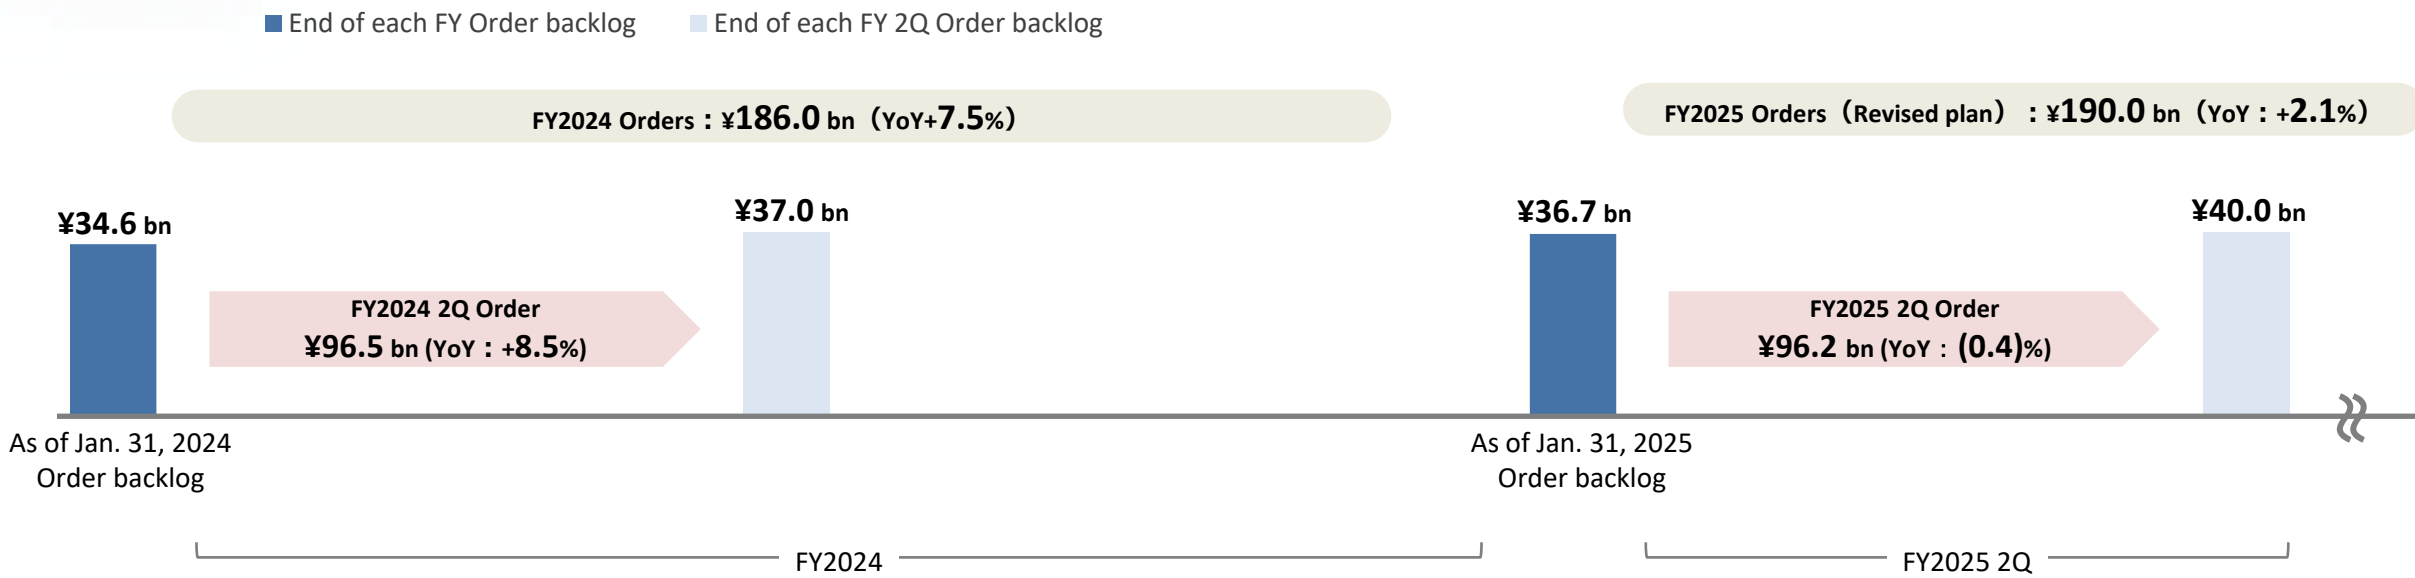 End of each FY Order backlog
End of each FY 2Q Order backlog
FY2024 Orders：¥186.0 bn（YoY+7.5%）
FY2025 Orders（Revised plan）：¥190.0 bn（YoY：+2.1%）
¥34.6 bn
¥37.0 bn
¥36.7 bn
¥40.0 bn
FY2024 2Q Order
¥96.5 bn (YoY：+8.5%)
FY2025 2Q Order
¥96.2 bn (YoY：(0.4)%)
As of Jan. 31, 2024
Order backlog
As of Jan. 31, 2025
Order backlog
FY2024
FY2025 2Q